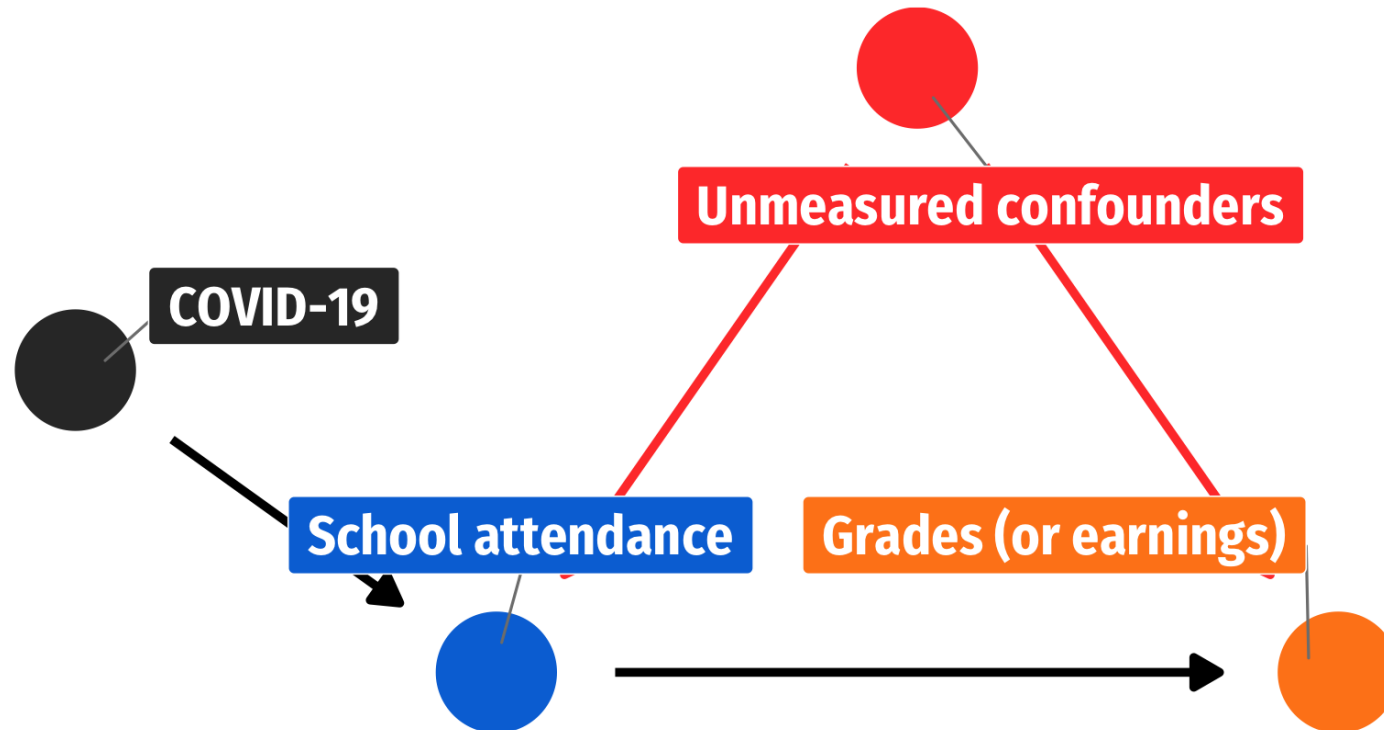 Unmeasured confounders
COVID-19
School attendance
Grades (or earnings)